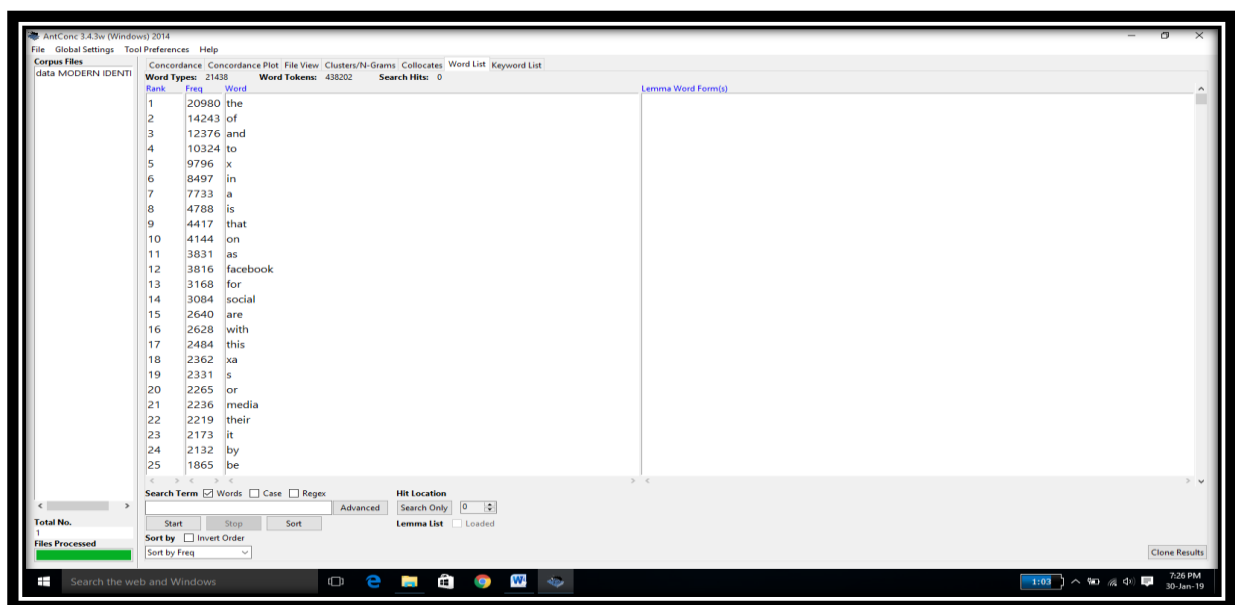 AntConc 3.4.3w (Windows) 2014
File Global Settings Tool Preferences Help
Corpus Files
data MODERN IDENTI
Concordance Concordance Plot File View Clusters/N-Grams Collocates Word List Keyword List
Word Types: 21438 Word Tokens: 438202 Search Hits: 0
Rank Freq Word Lemma Word Form(s)
1 20980 the
2 14243 of
3 12376 and
4 10324 to
5 9796 x
6 8497 in
7 7733 a
8 4788 is
9 4417 that
10 4144 on
11 3831 as
12 3816 facebook
13 3168 for
14 3084 social
15 2640 are
16 2628 with
17 2484 this
18 2362 xa
19 2331 s
20 2265 or
21 2236 media
22 2219 their
23 2173 it
24 2132 by
25 1865 be
Search Term Words Case Regex Hit Location
Advanced Search Only 0
Start Stop Sort Lemma List Loaded
Sort by Invert Order
Sort by Freq
Clone Results
Total No.
1
Files Processed
Search the web and Windows
1:03
7:26 PM
30-Jan-19